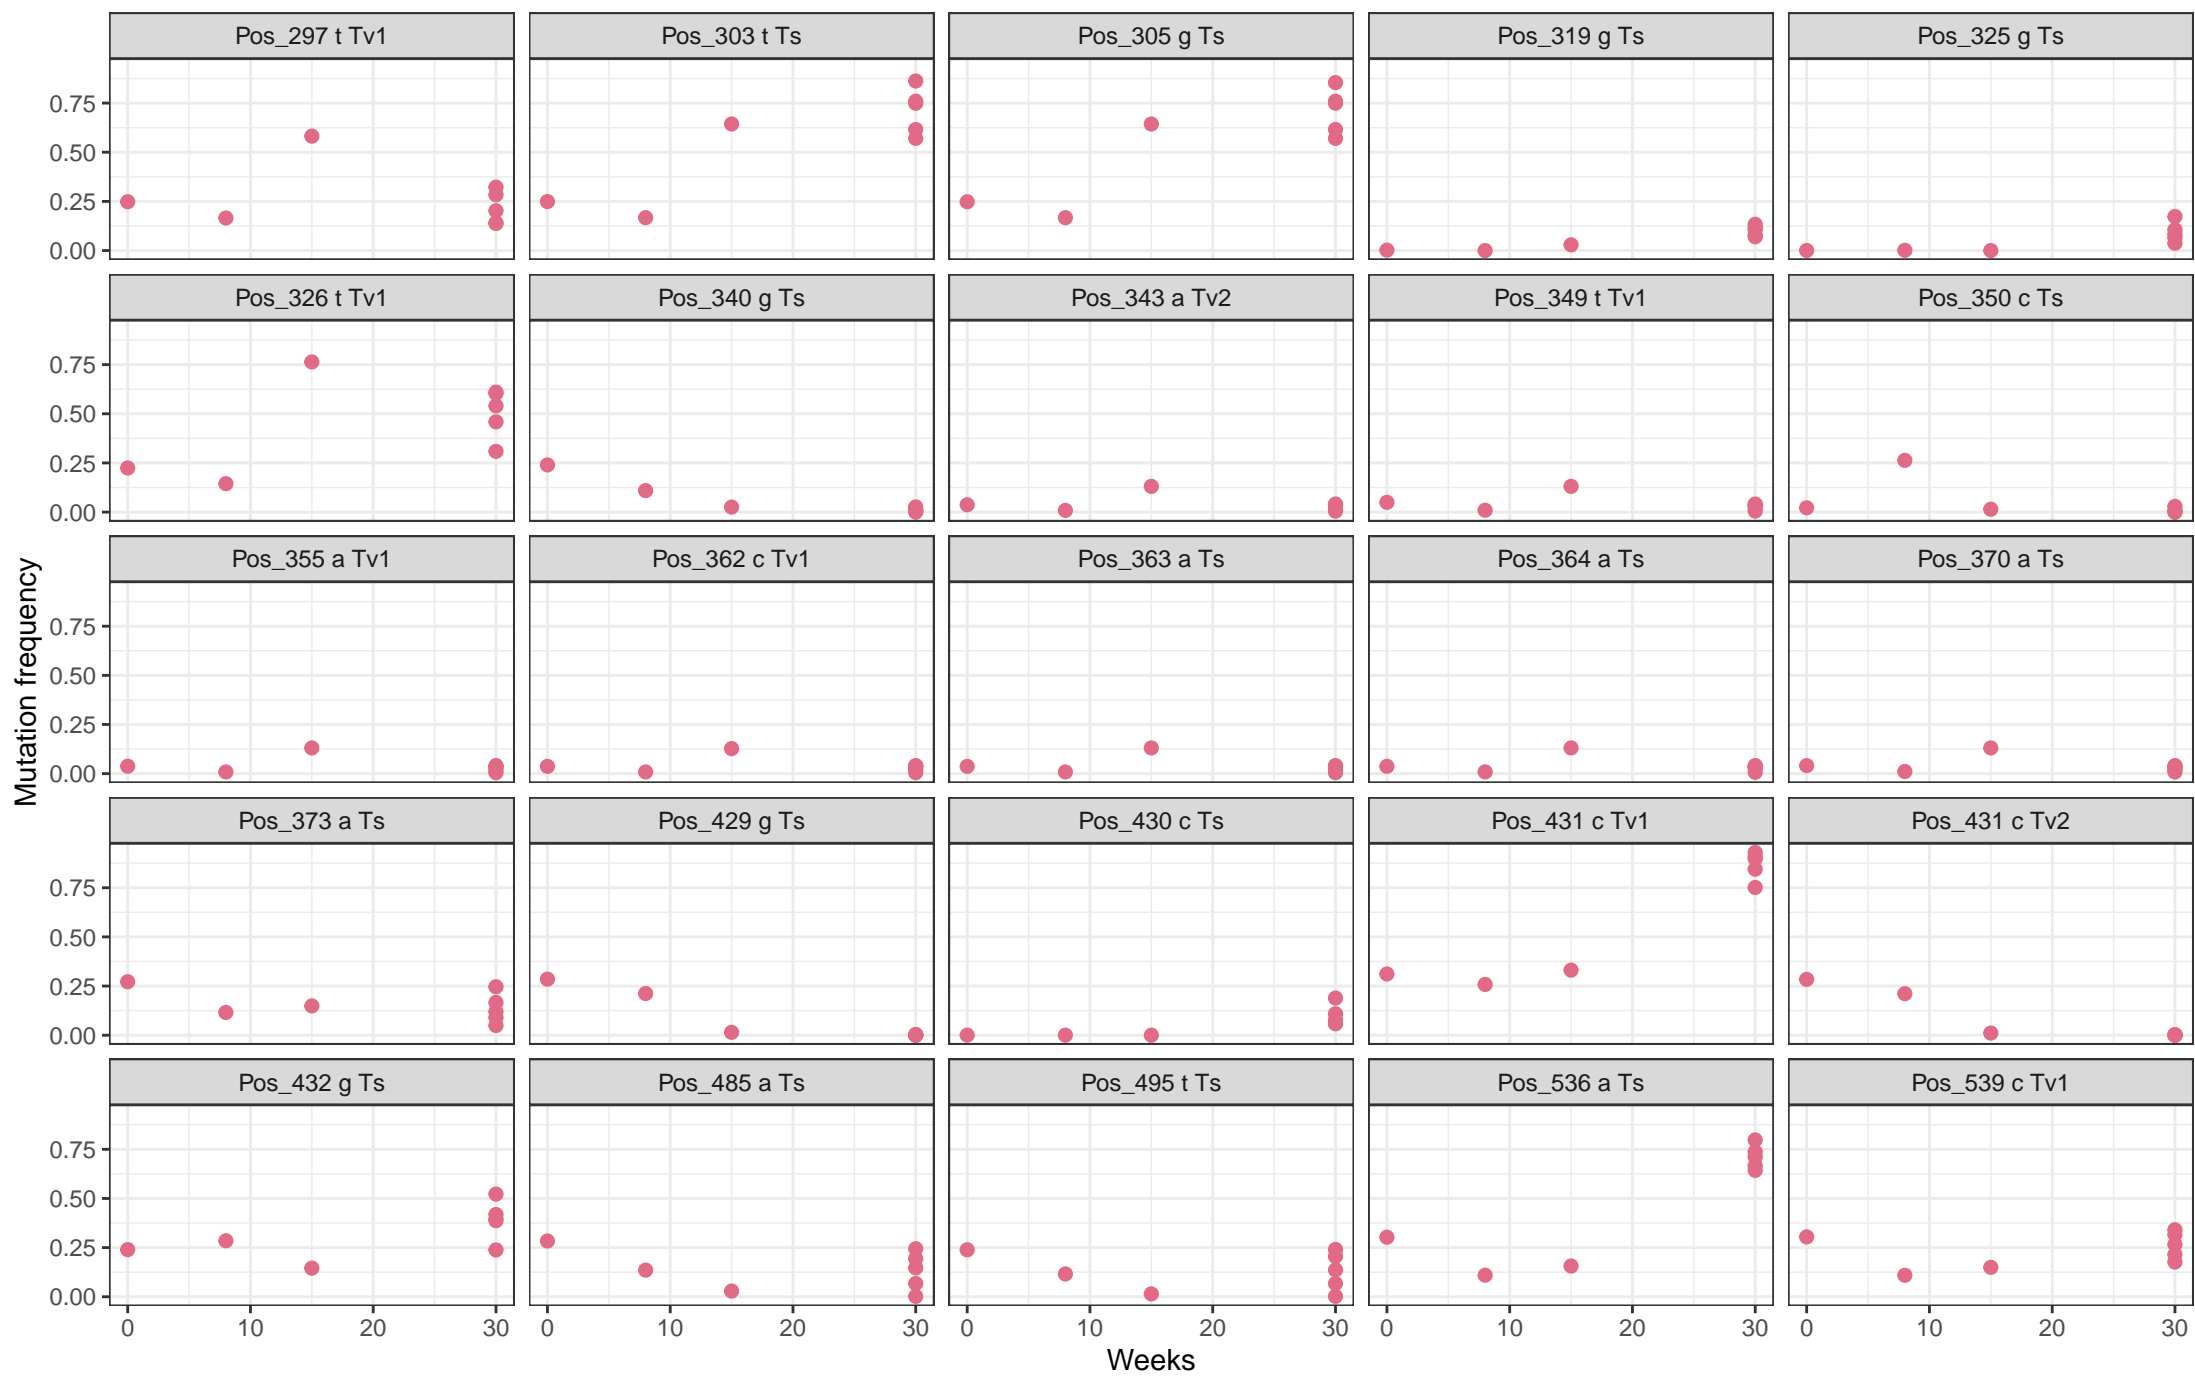 Pos_297 t Tv1
Pos_303 t Ts
Pos_305 g Ts
Pos_319 g Ts
Pos_325 g Ts
0.75
0.50
0.25
0.00
Pos_326 t Tv1
Pos_340 g Ts
Pos_343 a Tv2
Pos_349 t Tv1
Pos_350 c Ts
0.75
0.50
0.25
0.00
Pos_355 a Tv1
Pos_362 c Tv1
Pos_363 a Ts
Pos_364 a Ts
Pos_370 a Ts
0.75
0.50
0.25
0.00
Mutation frequency
Pos_373 a Ts
Pos_429 g Ts
Pos_430 c Ts
Pos_431 c Tv1
Pos_431 c Tv2
0.75
0.50
0.25
0.00
Pos_432 g Ts
Pos_485 a Ts
Pos_495 t Ts
Pos_536 a Ts
Pos_539 c Tv1
0.75
0.50
0.25
0.00
0 10 20 30
0 10 20 30
0 10 20 30
0 10 20 30
0 10 20 30
Weeks